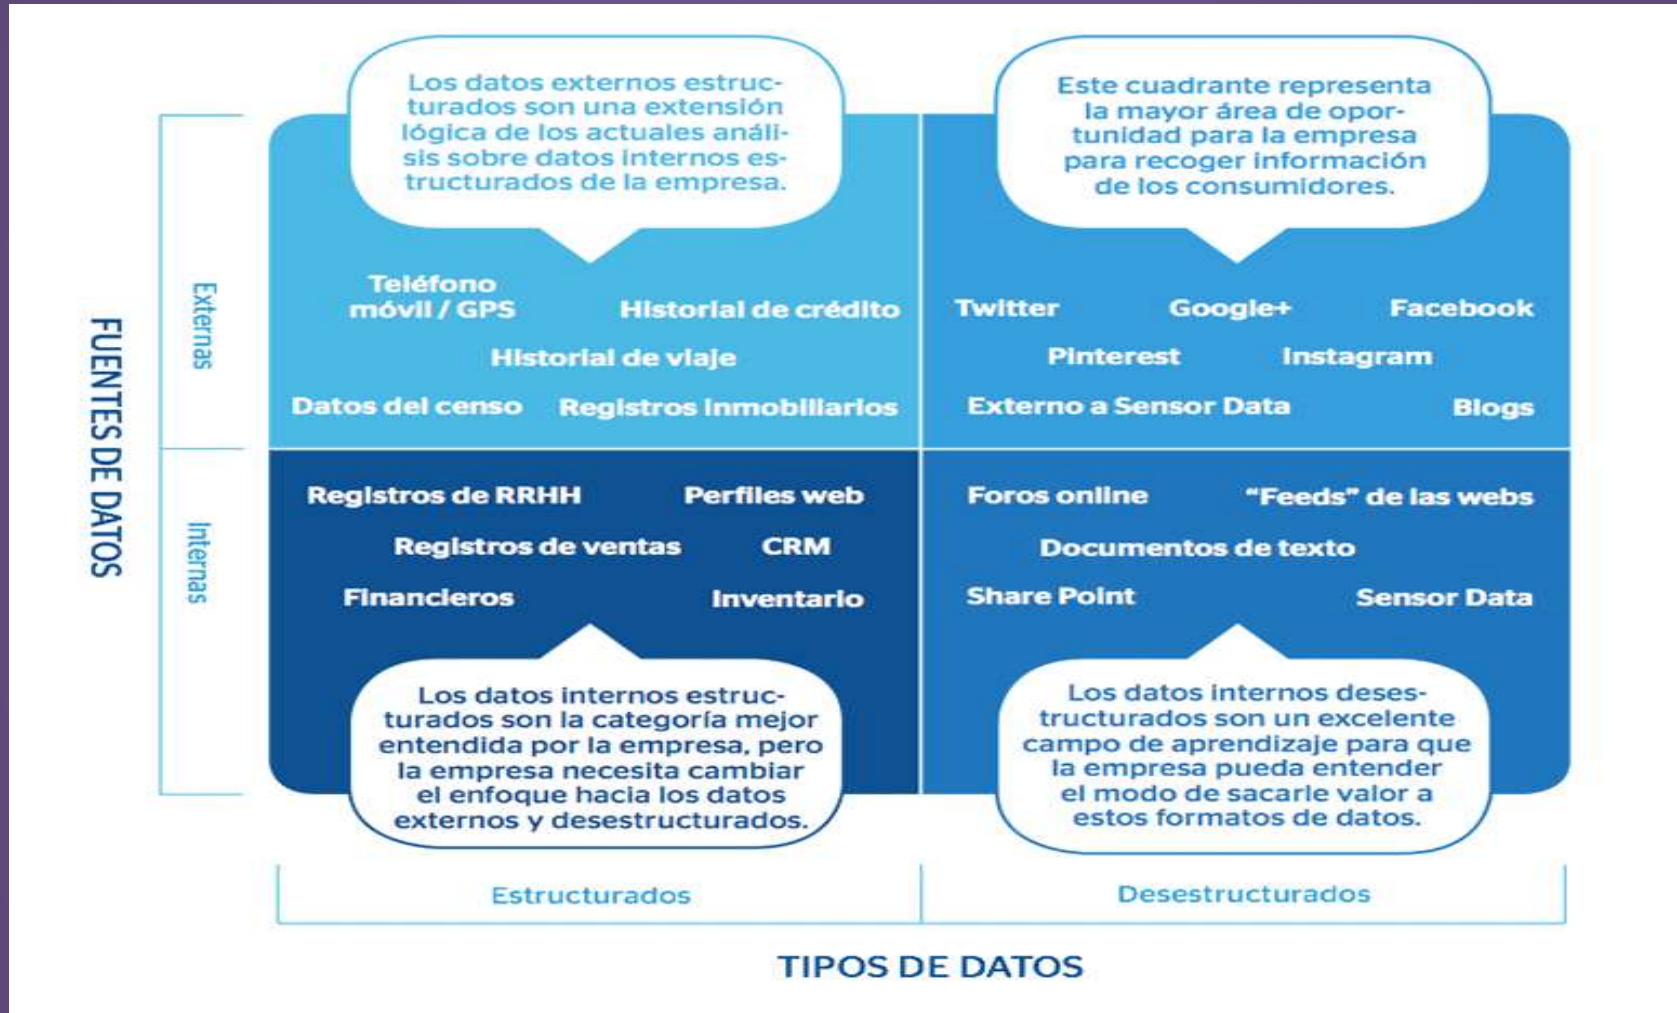 Los datos externos estruc-
turados son una extensión
lógica de los actuales análi-
sis sobre datos internos es-
tructurados de la empresa.
Este cuadrante representa
la mayor área de opor-
tunidad para la empresa
para recoger información
de los consumidores.
FUENTES DE DATOS
Externas
Teléfono
móvil / GPS
Historial de crédito
Historial de viaje
Datos del censo
Registros inmobiliarios
Twitter
Google+
Facebook
Pinterest
Instagram
Externo a Sensor Data
Blogs
Internas
Registros de RRHH
Perfiles web
Registros de ventas
CRM
Financieros
Inventario
Foros online
“Feeds” de las webs
Documentos de texto
Share Point
Sensor Data
Los datos internos estruc-
turados son la categoría mejor
entendida por la empresa, pero
la empresa necesita cambiar
el enfoque hacia los datos
externos y desestructurados.
Los datos internos deses-
tructurados son un excelente
campo de aprendizaje para que
la empresa pueda entender
el modo de sacarle valor a
estos formatos de datos.
Estructurados
Desestructurados
TIPOS DE DATOS